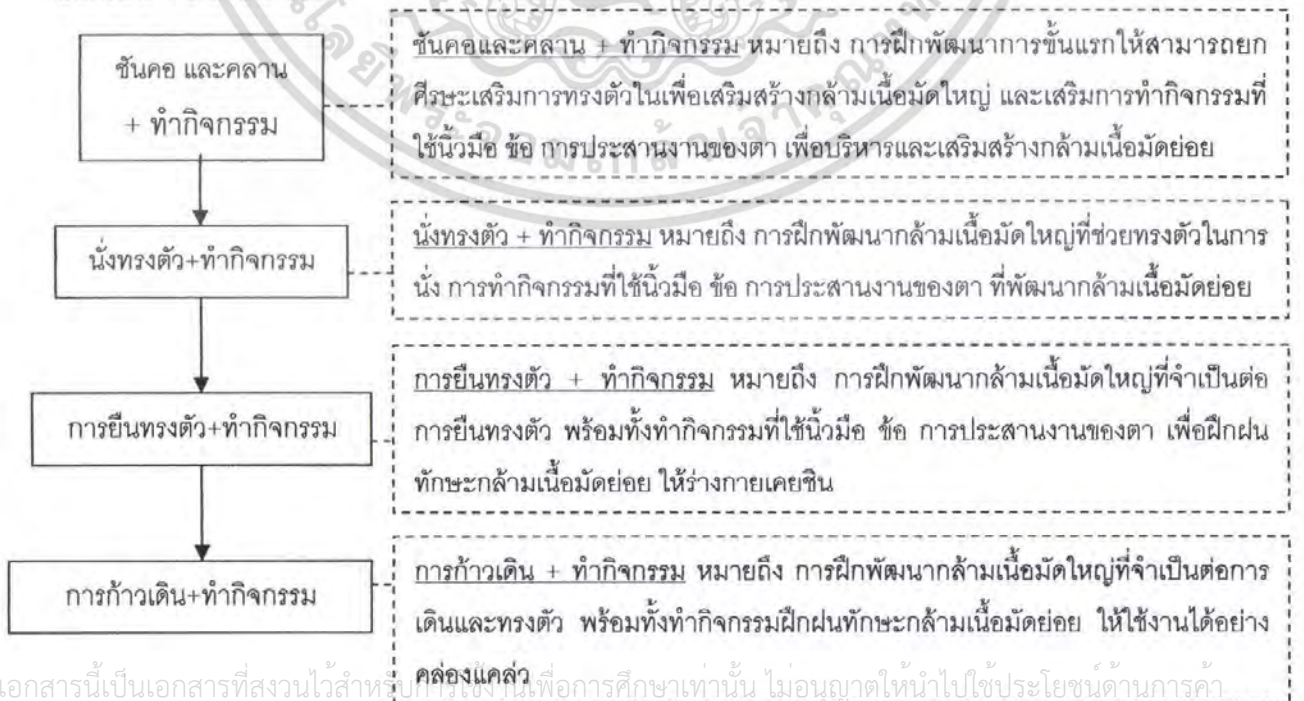 ชันคอ และคลาน
+ ทำกิจกรรม
ชันคอและคลาน + ทำกิจกรรม หมายถึง การฝึกพัฒนาการขั้นแรกให้สามารถยก
ศีรษะเสริมการทรงตัวในเพื่อเสริมสร้างกล้ามเนื้อมัดใหญ่ และเสริมการทำกิจกรรมที่
ใช้นิ้วมือ ข้อ การประสานงานของตา เพื่อบริหารและเสริมสร้างกล้ามเนื้อมัดย่อย
นั่งทรงตัว+ทำกิจกรรม
นั่งทรงตัว + ทำกิจกรรม หมายถึง การฝึกพัฒนากล้ามเนื้อมัดใหญ่ที่ช่วยทรงตัวในการ
นั่ง การทำกิจกรรมที่ใช้นิ้วมือ ข้อ การประสานงานของตา ที่พัฒนากล้ามเนื้อมัดย่อย
การยืนทรงตัว+ทำกิจกรรม
การยืนทรงตัว + ทำกิจกรรม หมายถึง การฝึกพัฒนากล้ามเนื้อมัดใหญ่ที่จำเป็นต่อ
การยืนทรงตัว พร้อมทั้งทำกิจกรรมที่ใช้นิ้วมือ ข้อ การประสานงานของตา เพื่อฝึกฝน
ทักษะกล้ามเนื้อมัดย่อย ให้ร่างกายเคยชิน
การก้าวเดิน+ทำกิจกรรม
การก้าวเดิน + ทำกิจกรรม หมายถึง การฝึกพัฒนากล้ามเนื้อมัดใหญ่ที่จำเป็นต่อการ
เดินและทรงตัว พร้อมทั้งทำกิจกรรมฝึกฝนทักษะกล้ามเนื้อมัดย่อย ให้ใช้งานได้อย่าง
คล่องแคล่ว
เอกสารนี้เป็นเอกสารที่สงวนไว้สำหรับการใช้งานเพื่อการศึกษาเท่านั้น ไม่อนุญาตให้นำไปใช้ประโยชน์ด้านการค้า